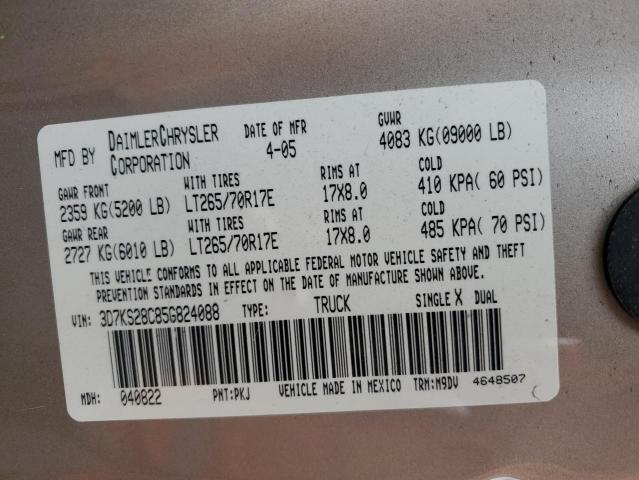 MFD BY DAIMLERCHRYSLER CORPORATION DATE OF MFR 4-05 GVWR 4083 KG(09000 LB)
GAWR FRONT WITH TIRES RIMS AT COLD
2359 KG(5200 LB) LT265/70R17E 17X8.0 410 KPA( 60 PSI)
GAWR REAR WITH TIRES RIMS AT COLD
2727 KG(6010 LB) LT265/70R17E 17X8.0 485 KPA( 70 PSI)
THIS VEHICLE CONFORMS TO ALL APPLICABLE FEDERAL MOTOR VEHICLE SAFETY AND THEFT
PREVENTION STANDARDS IN EFFECT ON THE DATE OF MANUFACTURE SHOWN ABOVE.
VIN: 3D7KS28C85G824088 TYPE: TRUCK SINGLE X DUAL
MDH: 040822 PNT:PKJ VEHICLE MADE IN MEXICO TRM:M9DV 4648507